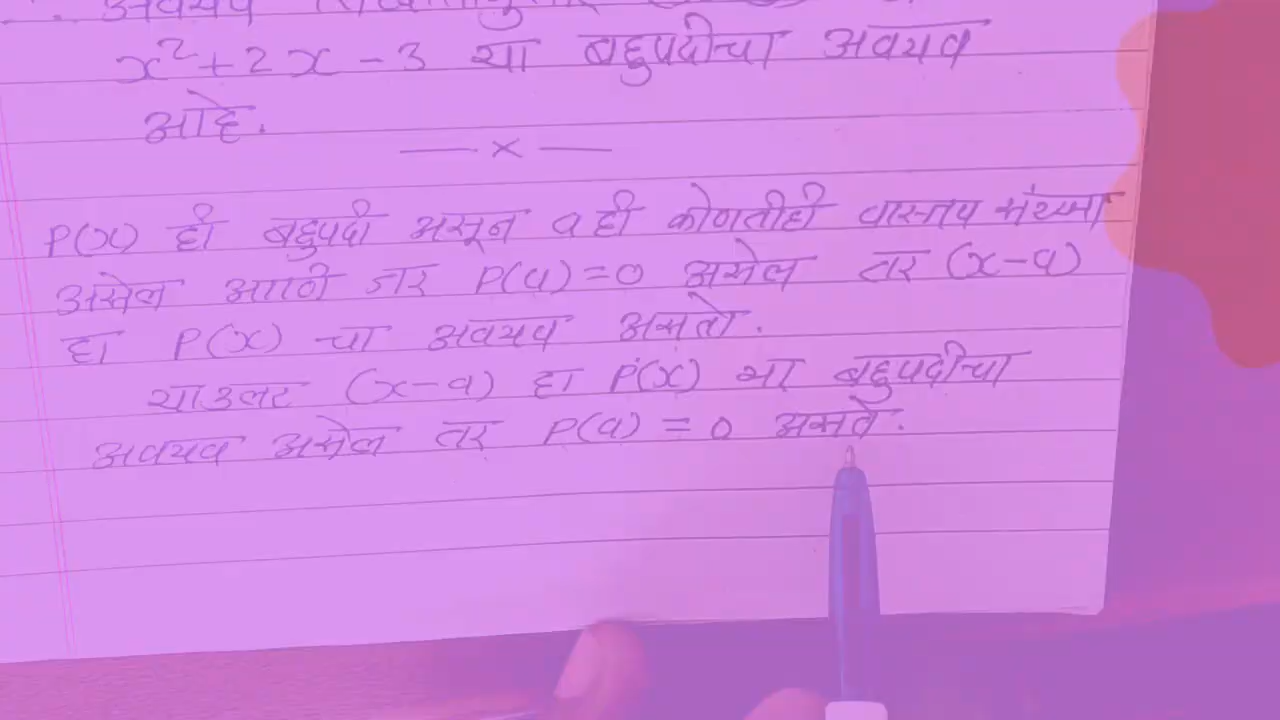 अवयव
x²+2x-3 या बहुपदीचा अवयव
आहे.
— x —
P(x) ही बहुपदी असून a ही कोणतीही वास्तव संख्या
असेल आणि जर P(a)=0 असेल तर (x-a)
हा P(x) चा अवयव असतो.
याउलट (x-a) हा P(x) या बहुपदीचा
अवयव असेल तर P(a) = 0 असते.